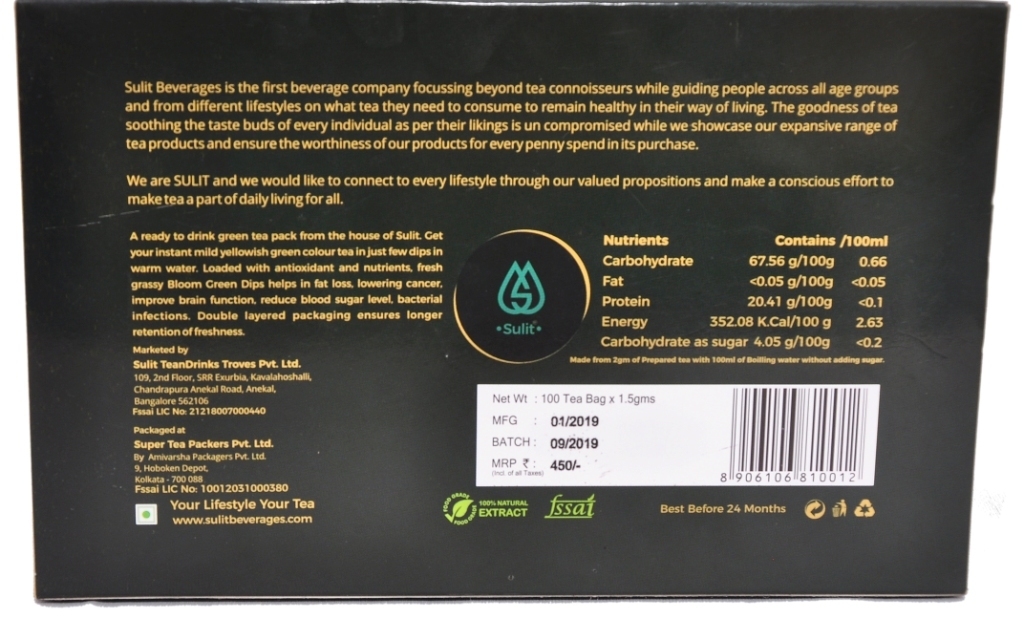 Sulit Beverages is the first beverage company focussing beyond tea connoisseurs while guiding people across all age groups
and from different lifestyles on what tea they need to consume to remain healthy in their way of living. The goodness of tea
soothing the taste buds of every individual as per their likings is un compromised while we showcase our expansive range of
tea products and ensure the worthiness of our products for every penny spend in its purchase.
We are SULIT and we would like to connect to every lifestyle through our valued propositions and make a conscious effort to
make tea a part of daily living for all.
A ready to drink green tea pack from the house of Sulit. Get
your instant mild yellowish green colour tea in just few dips in
warm water. Loaded with antioxidant and nutrients, fresh
grassy Bloom Green Dips helps in fat loss, lowering cancer,
improve brain function, reduce blood sugar level, bacterial
infections. Double layered packaging ensures longer
retention of freshness.
Marketed by
Sulit TeanDrinks Troves Pvt. Ltd.
109, 2nd Floor, SRR Exurbia, Kavalahoshalli,
Chandrapura Anekal Road, Anekal,
Bangalore 562106
Fssai LIC No: 21218007000440
Packaged at
Super Tea Packers Pvt. Ltd.
By Amivarsha Packagers Pvt. Ltd.
9, Hoboken Depot,
Kolkata - 700 088
Fssai LIC No: 10012031000380
Your Lifestyle Your Tea
www.sulitbeverages.com
• Sulit •
Nutrients Contains /100ml
Carbohydrate 67.56 g/100g 0.66
Fat <0.05 g/100g <0.05
Protein 20.41 g/100g <0.1
Energy 352.08 K.Cal/100 g 2.63
Carbohydrate as sugar 4.05 g/100g <0.2
Made from 2gm of Prepared tea with 100ml of Boilling water without adding sugar.
Net Wt : 100 Tea Bag x 1.5gms
MFG : 01/2019
BATCH : 09/2019
MRP ₹ : 450/-
(Incl. of all Taxes)
8 906106 810012
FOOD GRADE
FOOD GRADE
100% NATURAL
EXTRACT
fssai
Best Before 24 Months